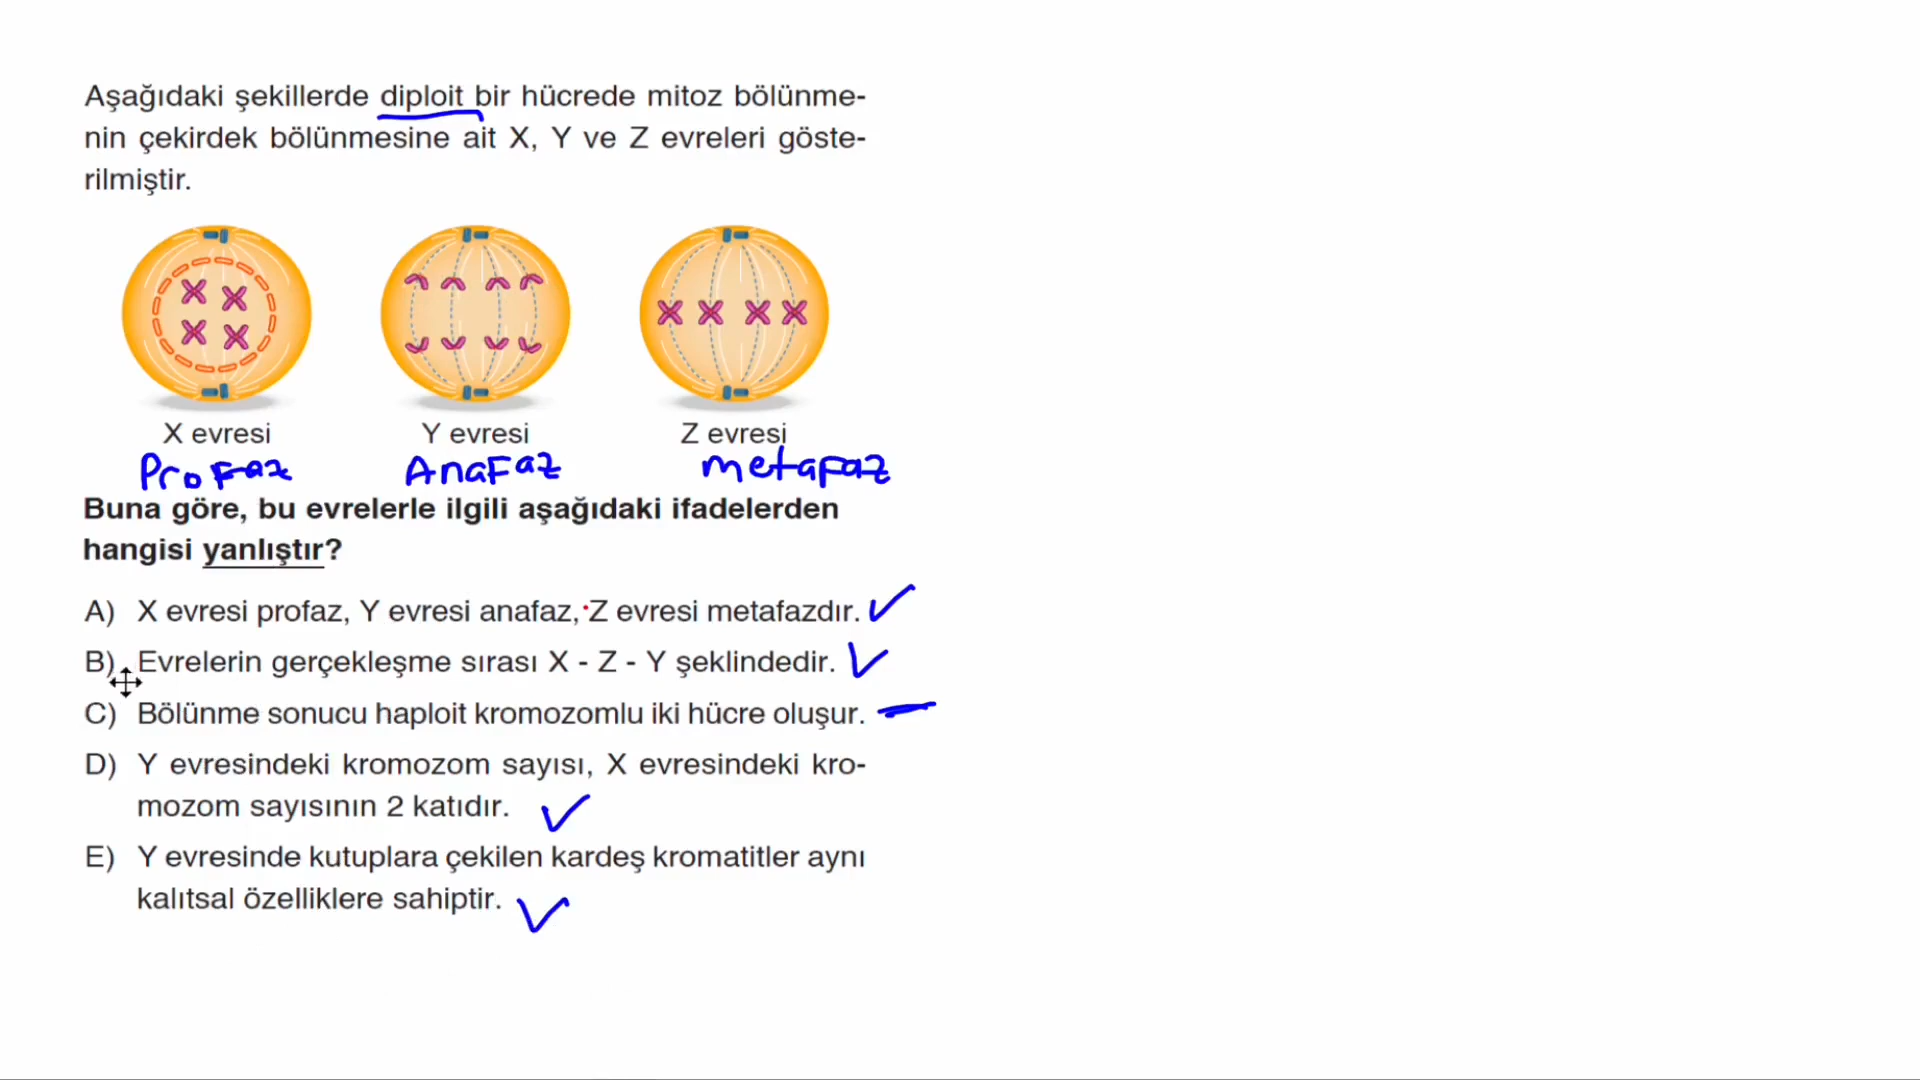 Aşağıdaki şekillerde diploit bir hücrede mitoz bölünme-
nin çekirdek bölünmesine ait X, Y ve Z evreleri göste-
rilmiştir.
X evresi Y evresi Z evresi
Profaz Anafaz metafaz
Buna göre, bu evrelerle ilgili aşağıdaki ifadelerden
hangisi yanlıştır?
A) X evresi profaz, Y evresi anafaz, Z evresi metafazdır.
B) Evrelerin gerçekleşme sırası X - Z - Y şeklindedir.
C) Bölünme sonucu haploit kromozomlu iki hücre oluşur.
D) Y evresindeki kromozom sayısı, X evresindeki kro-
mozom sayısının 2 katıdır.
E) Y evresinde kutuplara çekilen kardeş kromatitler aynı
kalıtsal özelliklere sahiptir.